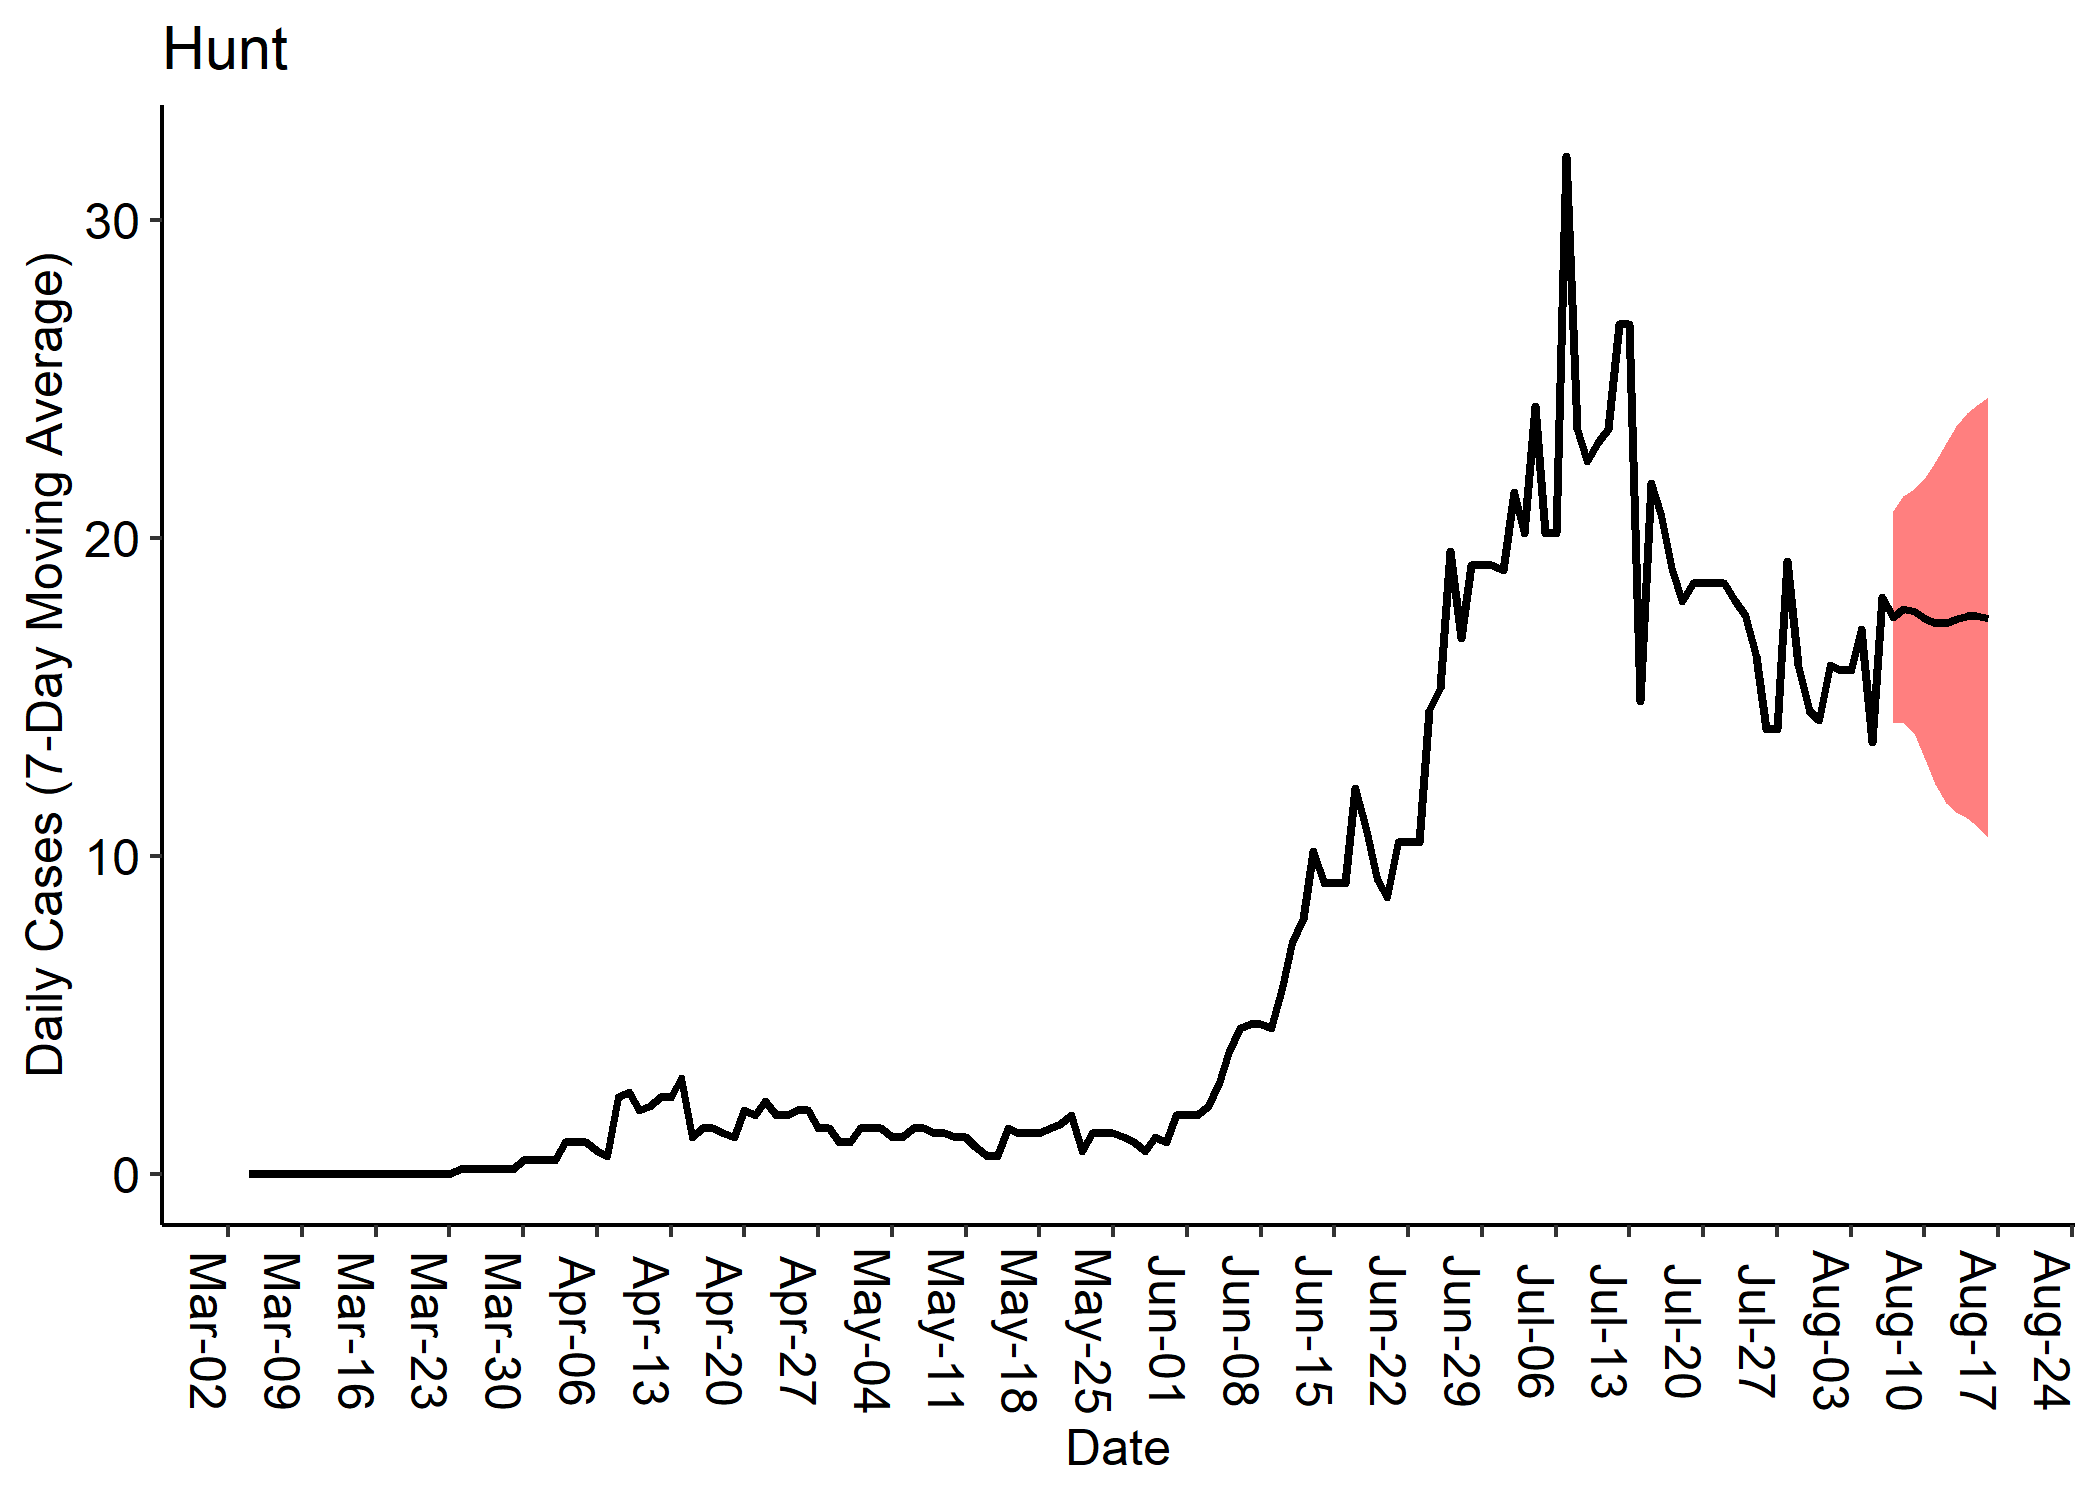 Hunt
Daily Cases (7-Day Moving Average)
30
20
10
0
Mar-02
Mar-09
Mar-16
Mar-23
Mar-30
Apr-06
Apr-13
Apr-20
Apr-27
May-04
May-11
May-18
May-25
Jun-01
Jun-08
Jun-15
Jun-22
Jun-29
Jul-06
Jul-13
Jul-20
Jul-27
Aug-03
Aug-10
Aug-17
Aug-24
Date